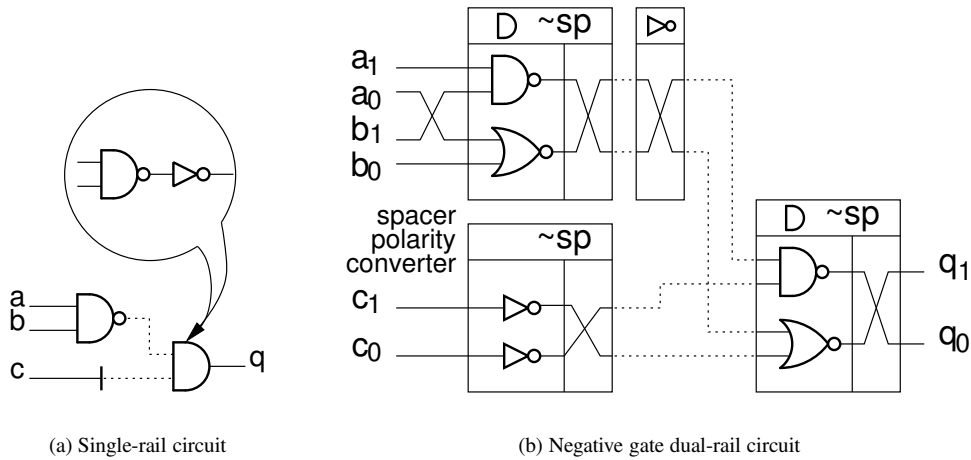 ~sp
a1
a0
b1
b0
spacer
polarity
converter
~sp
c1
c0
~sp
q1
q0
a
b
c
q
(a) Single-rail circuit
(b) Negative gate dual-rail circuit